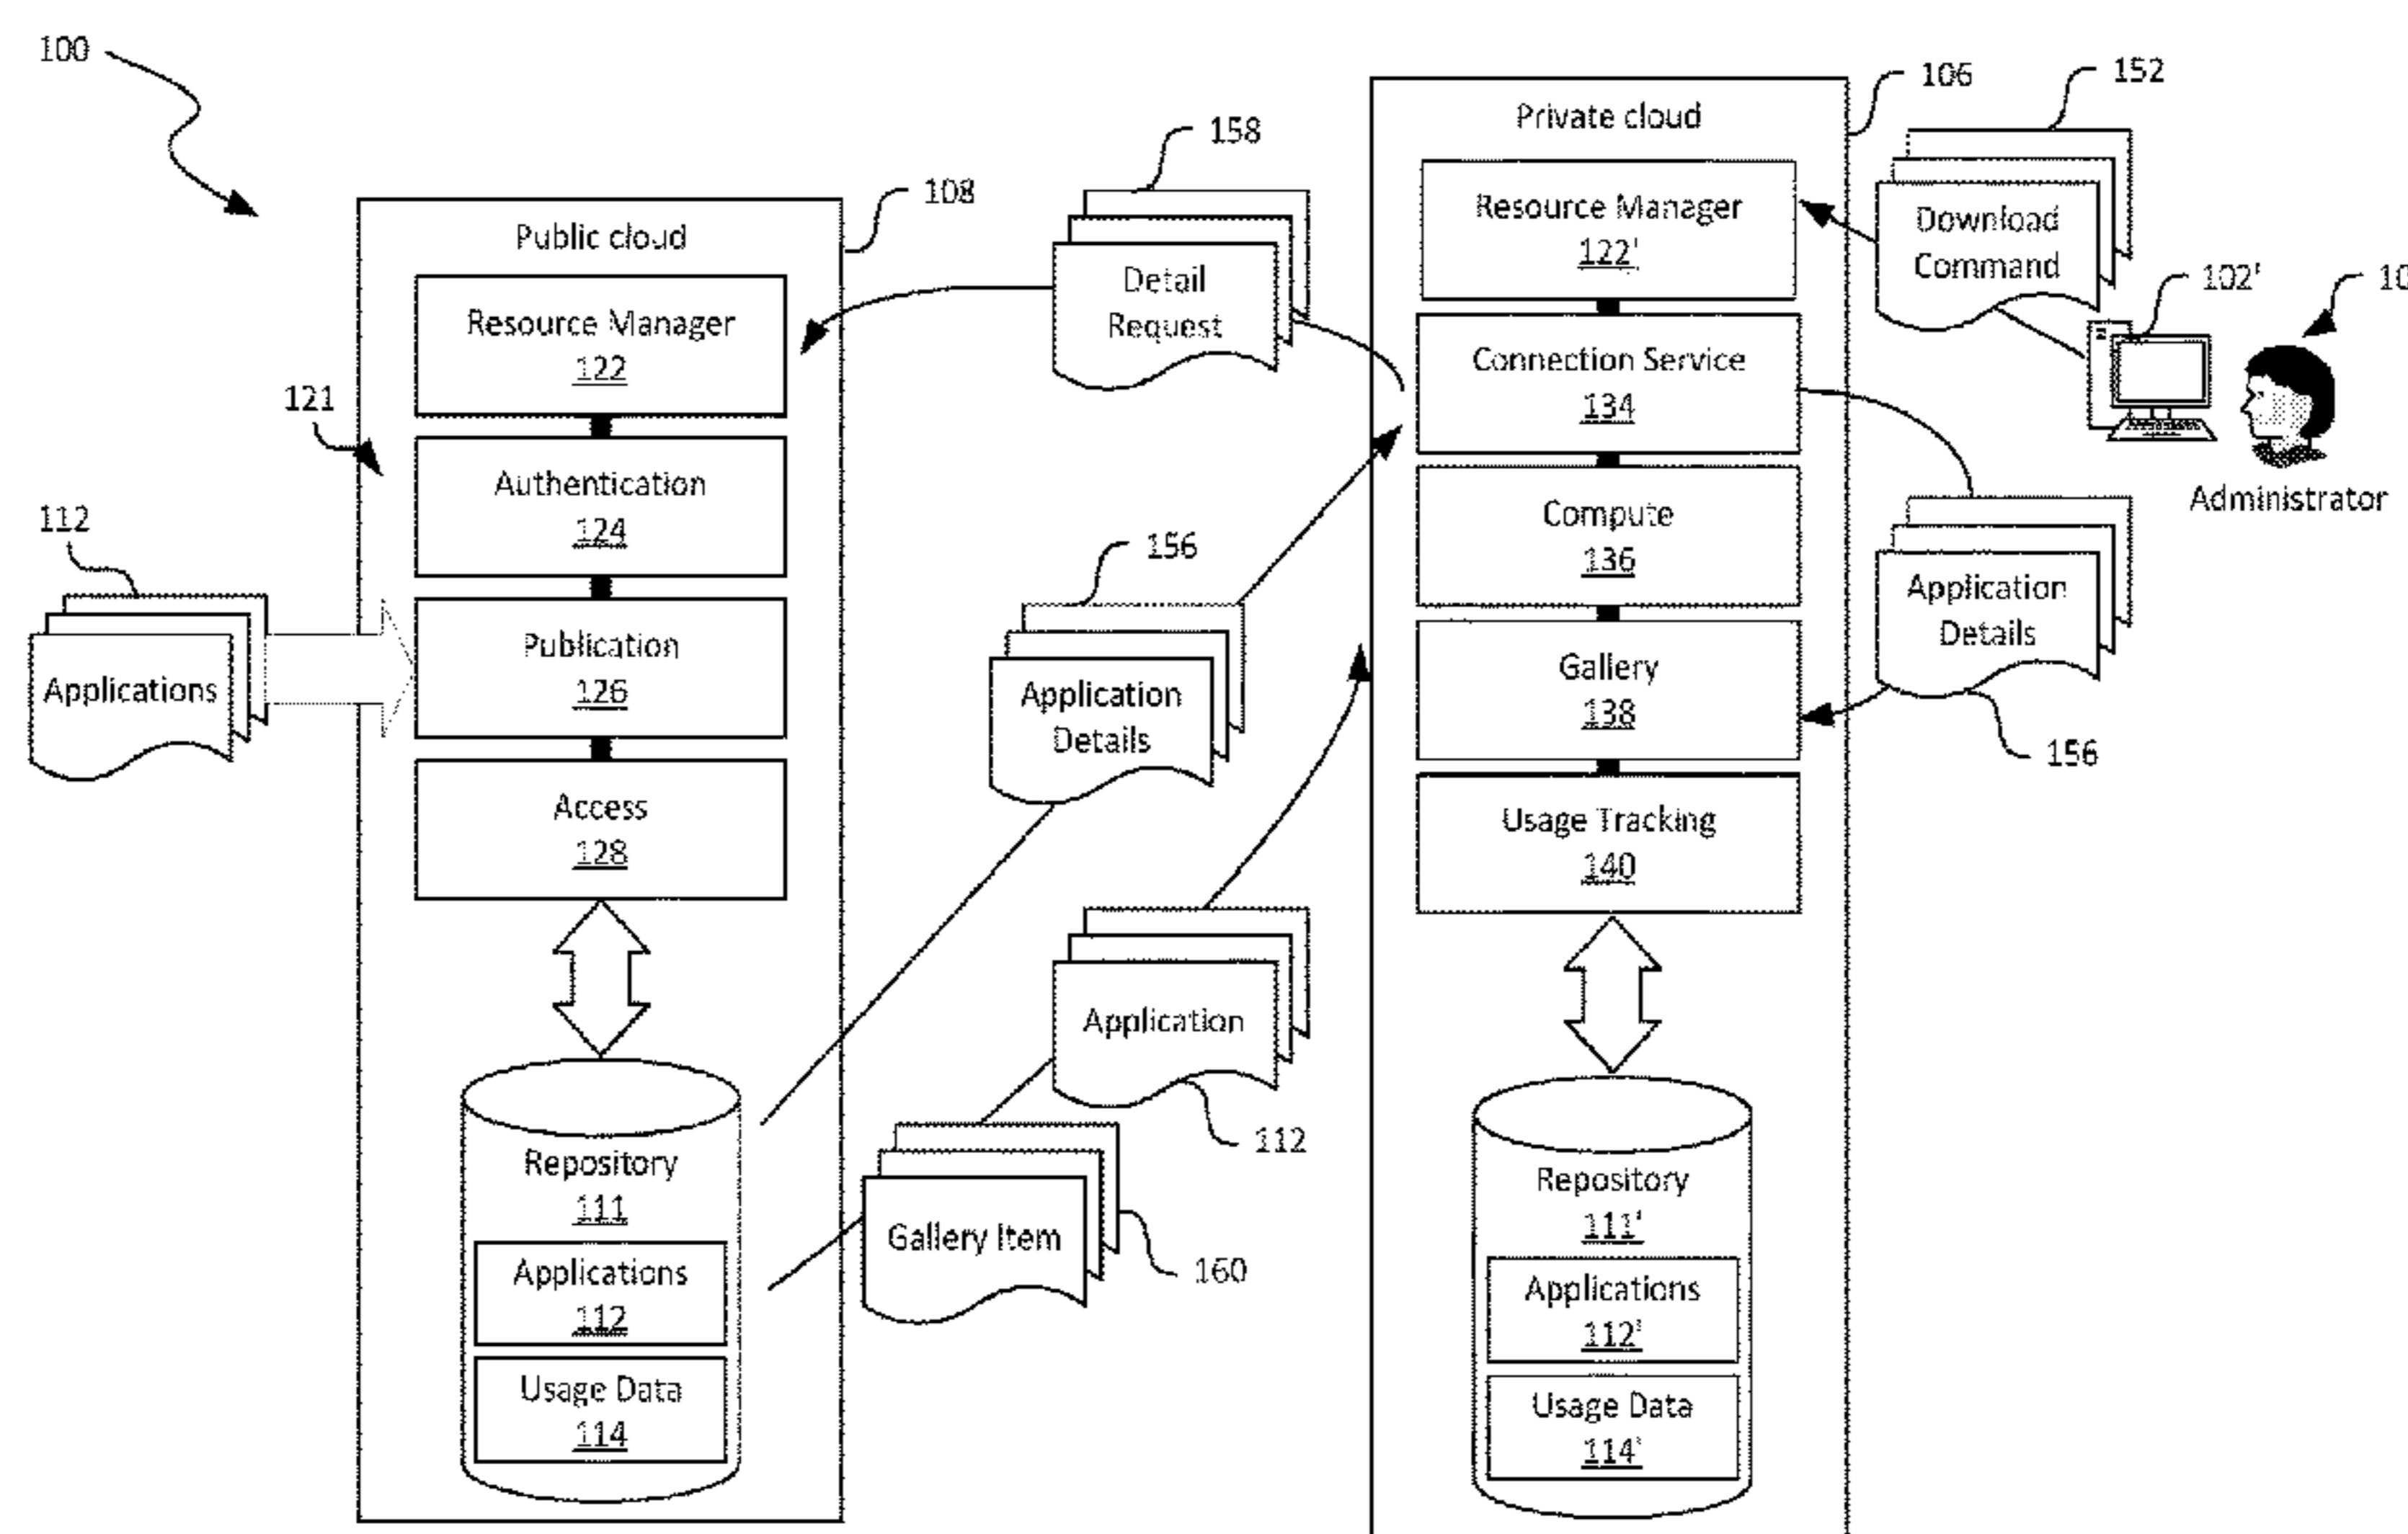 100
108
Public cloud
Resource Manager
122
121
Authentication
124
112
Applications
Publication
126
Access
128
Repository
111
Applications
112
Usage Data
114
158
Detail
Request
156
Application
Details
Application
112
Gallery Item
160
106
Private cloud
Resource Manager
122'
Connection Service
134
Compute
136
Gallery
138
Usage Tracking
140
Repository
111'
Applications
112'
Usage Data
114'
152
Download
Command
102'
Administrator
Application
Details
156